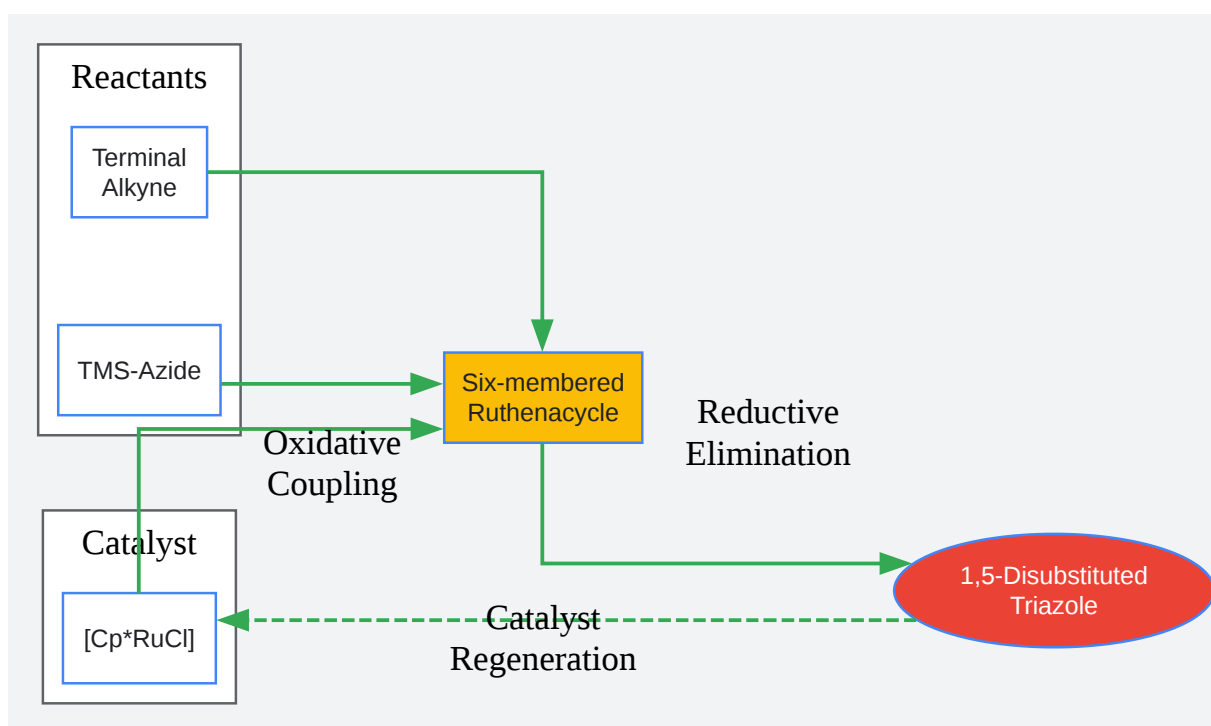 Reactants
Terminal
Alkyne
TMS-Azide
Six-membered
Ruthenacycle
Reductive
Elimination
Oxidative
Coupling
Catalyst
[Cp*RuCl]
Catalyst
Regeneration
1,5-Disubstituted
Triazole